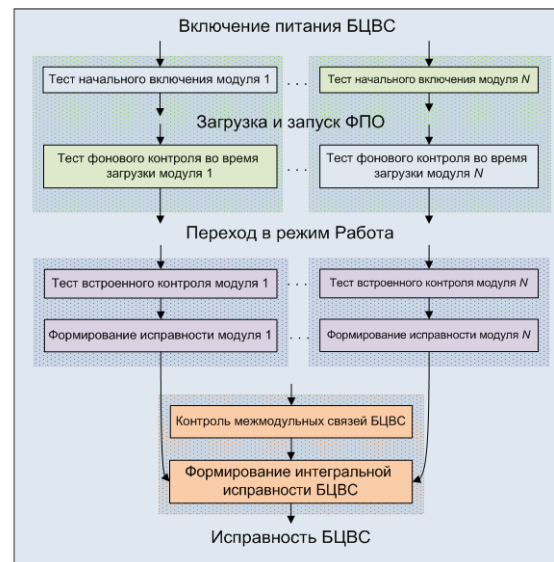 Включение питания БЦВС
Тест начального включения модуля 1
. . .
Тест начального включения модуля N
Загрузка и запуск ФПО
Тест фонового контроля во время
загрузки модуля 1
. . .
Тест фонового контроля во время
загрузки модуля N
Переход в режим Работа
Тест встроенного контроля модуля 1
. . .
Тест встроенного контроля модуля N
Формирование исправности модуля 1
. . .
Формирование исправности модуля N
Контроль межмодульных связей БЦВС
Формирование интегральной
исправности БЦВС
Исправность БЦВС